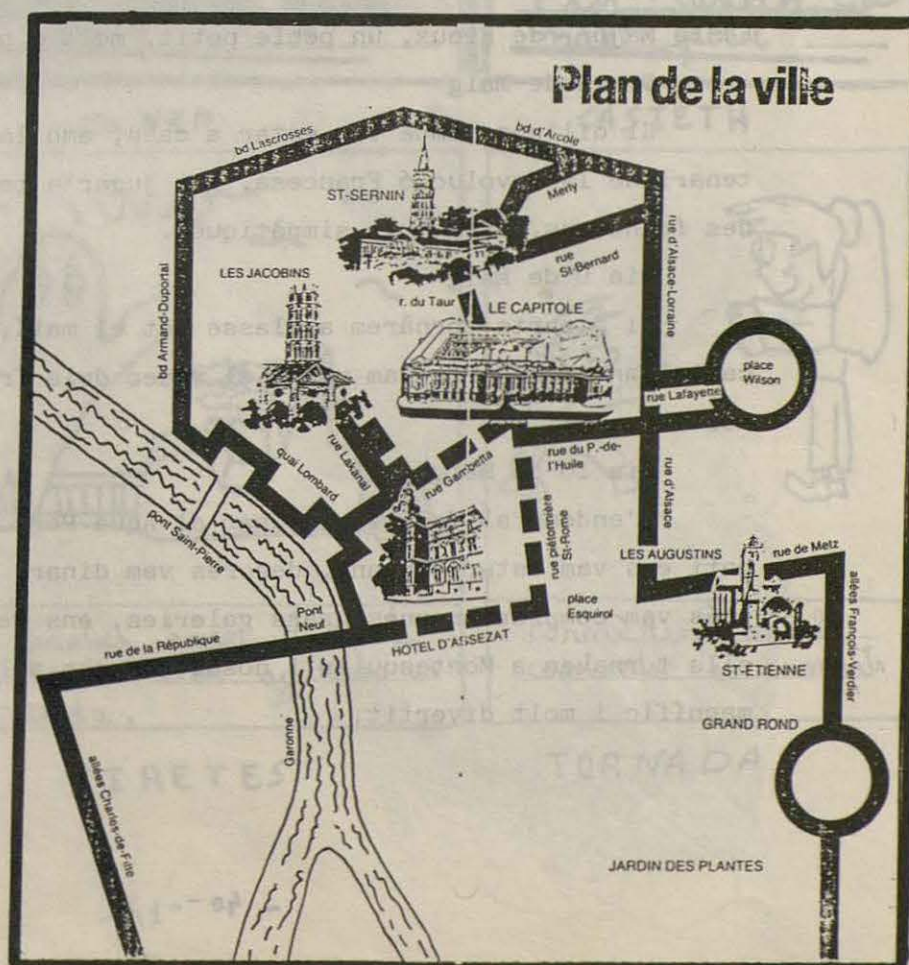 Plan de la ville
bd Lascrosses
bd d'Arcole
ST-SERNIN
Merly
rue
St-Bernard
rue d'Alsace-Lorraine
LES JACOBINS
r. du Taur
LE CAPITOLE
bd Armand-Duportal
place
Wilson
rue Lafayette
rue Lakanal
quai Lombard
rue Gambetta
rue du P.-de-
l'Huile
rue d'Alsace
pont Saint-Pierre
rue piétonnière
St-Rome
LES AUGUSTINS
rue de Metz
place
Esquirol
Pont
Neuf
rue de la République
HOTEL D'ASSEZAT
ST-ETIENNE
allées François-Verdier
GRAND ROND
Garonne
allées Charles-de-Fitte
JARDIN DES PLANTES